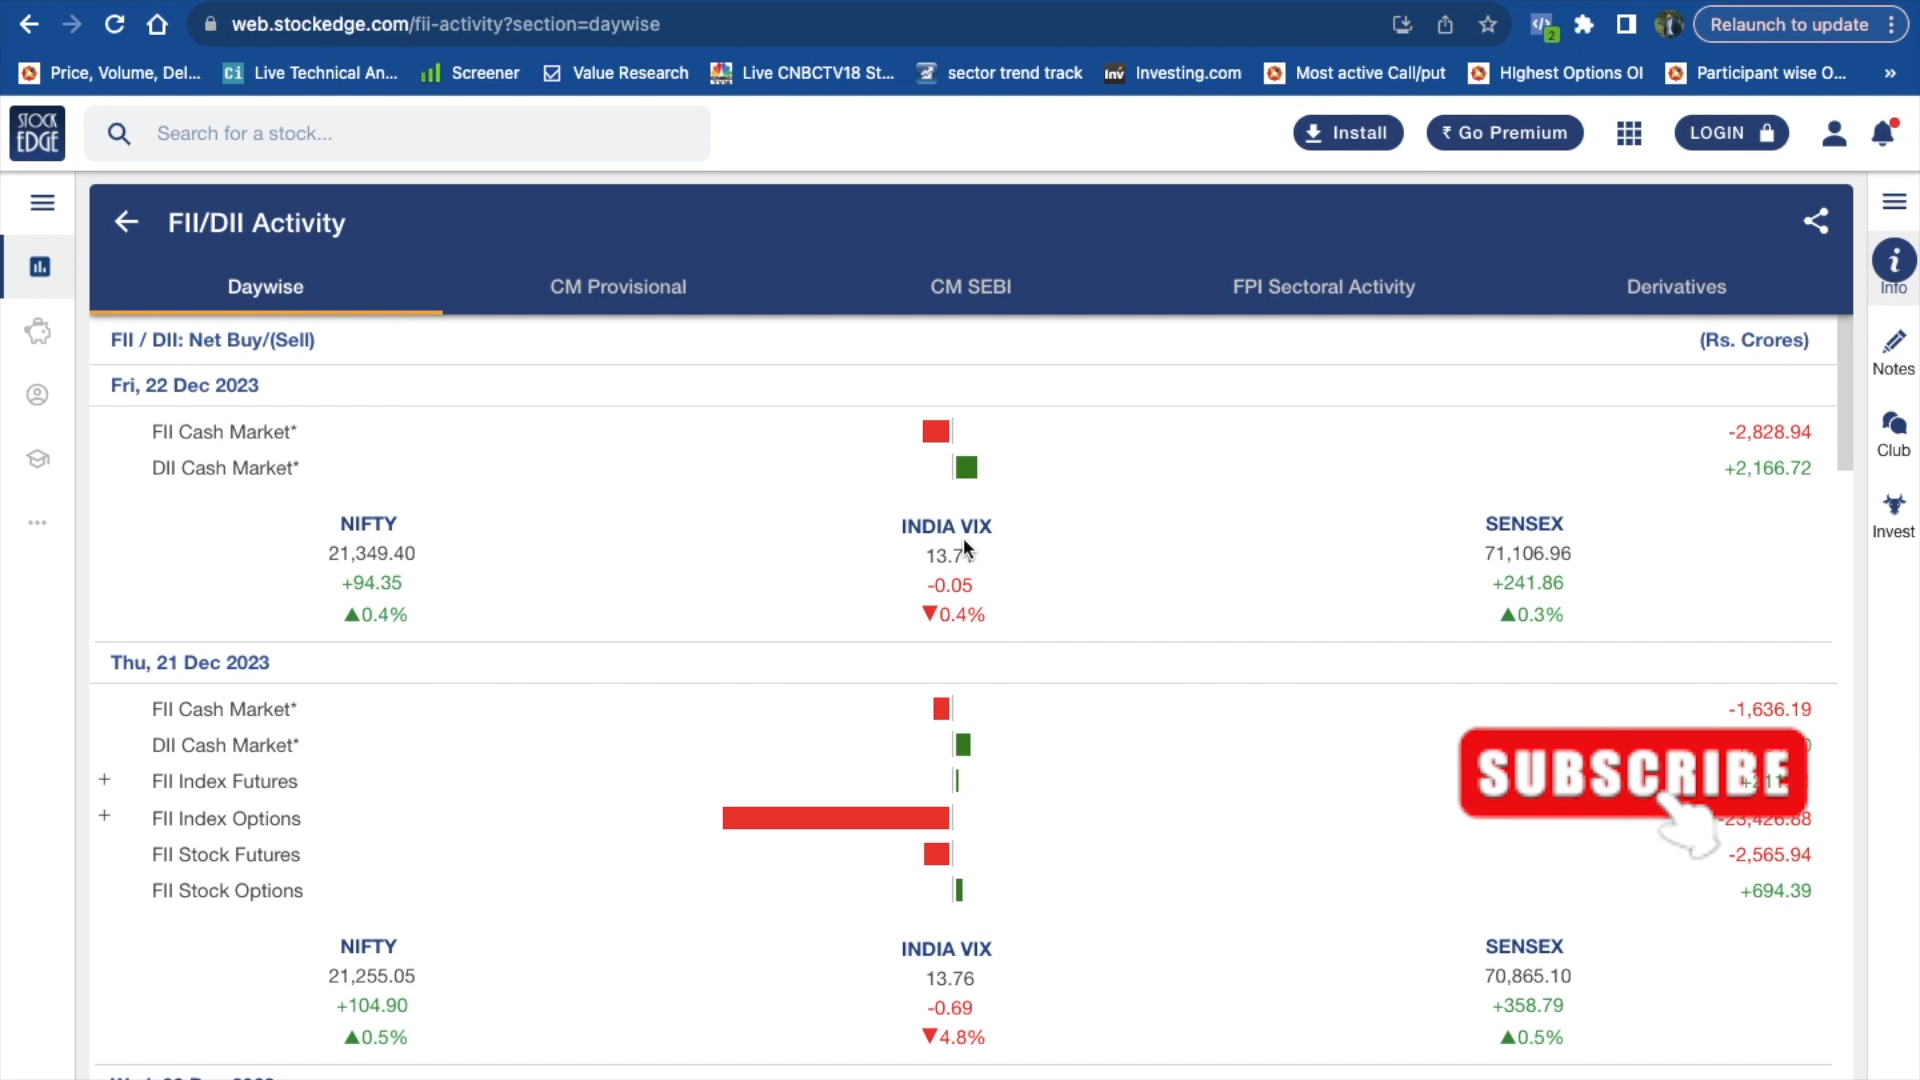 web.stockedge.com/fii-activity?section=daywise
2
Relaunch to update
Price, Volume, Del...
Ci
Live Technical An...
Screener
Value Research
Live CNBCTV18 St...
sector trend track
Inv
Investing.com
Most active Call/put
HIghest Options OI
Participant wise O...
»
STOCK EDGE
Search for a stock...
Install
₹ Go Premium
LOGIN
FII/DII Activity
Daywise
CM Provisional
CM SEBI
FPI Sectoral Activity
Derivatives
Info
Notes
Club
Invest
FII / DII: Net Buy/(Sell)
(Rs. Crores)
Fri, 22 Dec 2023
FII Cash Market* -2,828.94
DII Cash Market* +2,166.72
NIFTY INDIA VIX SENSEX
21,349.40 71,106.96
+94.35 -0.05 +241.86
▲0.4% ▼0.4% ▲0.3%
Thu, 21 Dec 2023
FII Cash Market* -1,636.19
DII Cash Market*
+ FII Index Futures
+ FII Index Options -23,426.88
FII Stock Futures -2,565.94
FII Stock Options +694.39
SUBSCRIBE
NIFTY INDIA VIX SENSEX
21,255.05 13.76 70,865.10
+104.90 -0.69 +358.79
▲0.5% ▼4.8% ▲0.5%